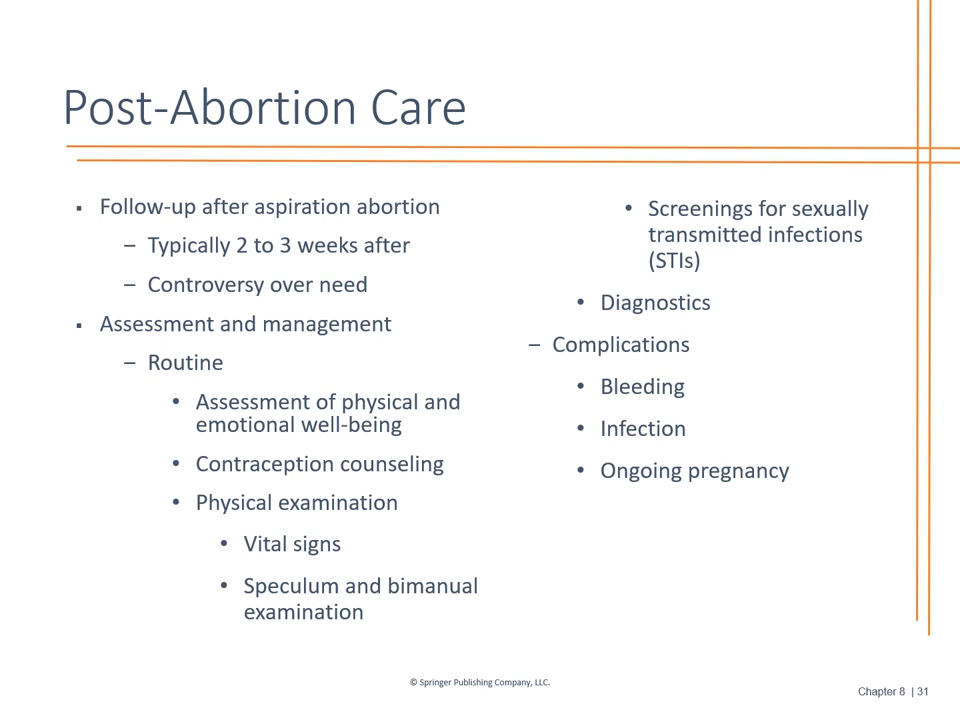 Post-Abortion Care
▪ Follow-up after aspiration abortion
– Typically 2 to 3 weeks after
– Controversy over need
▪ Assessment and management
– Routine
• Assessment of physical and
emotional well-being
• Contraception counseling
• Physical examination
• Vital signs
• Speculum and bimanual
examination
• Screenings for sexually
transmitted infections
(STIs)
• Diagnostics
– Complications
• Bleeding
• Infection
• Ongoing pregnancy
© Springer Publishing Company, LLC.
Chapter 8 | 31